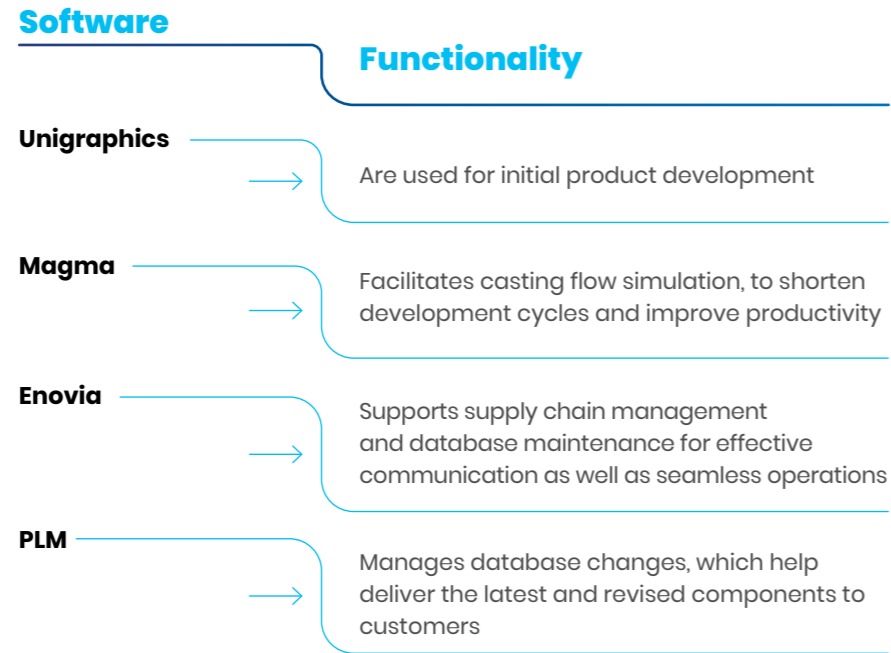 Software
Functionality
Unigraphics
Are used for initial product development
Magma
Facilitates casting flow simulation, to shorten
development cycles and improve productivity
Enovia
Supports supply chain management
and database maintenance for effective
communication as well as seamless operations
PLM
Manages database changes, which help
deliver the latest and revised components to
customers